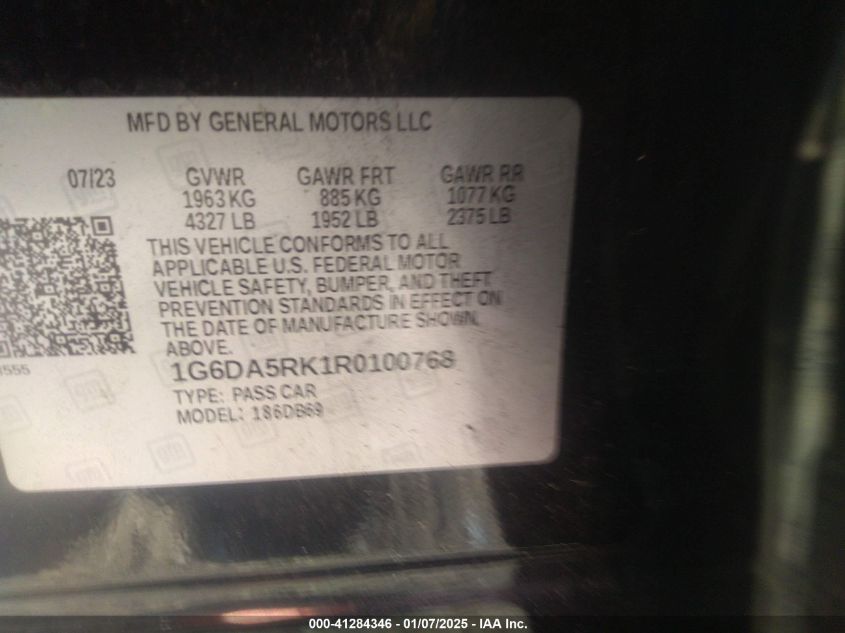 MFD BY GENERAL MOTORS LLC
07/23 GVWR GAWR FRT GAWR RR
1963 KG 885 KG 1077 KG
4327 LB 1952 LB 2375 LB
THIS VEHICLE CONFORMS TO ALL
APPLICABLE U.S. FEDERAL MOTOR
VEHICLE SAFETY, BUMPER, AND THEFT
PREVENTION STANDARDS IN EFFECT ON
THE DATE OF MANUFACTURE SHOWN
ABOVE.
1G6DA5RK1R0100768
TYPE: PASS CAR
MODEL: 186DB69
000-41284346 - 01/07/2025 - IAA Inc.